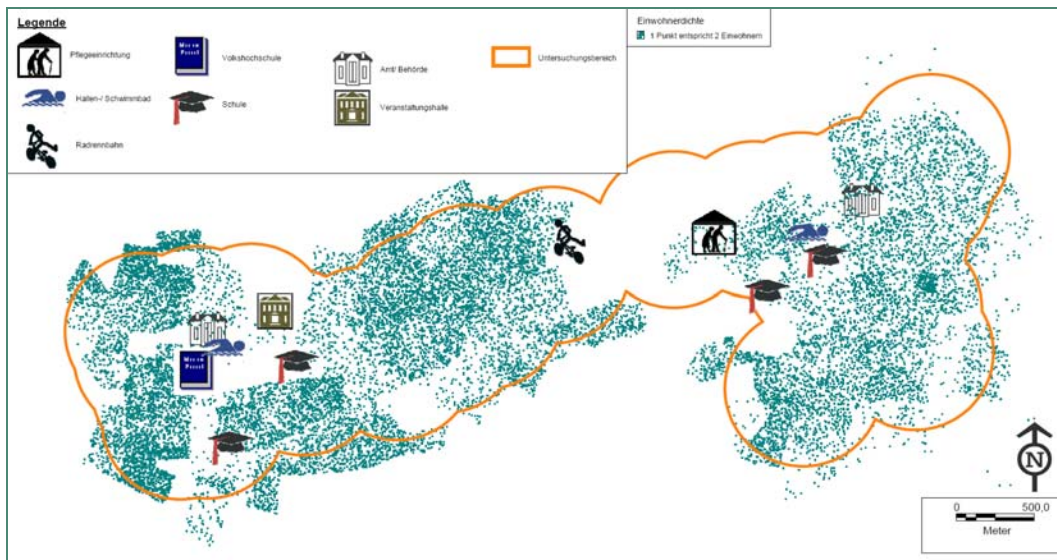 Legende
Pflegeeinrichtung
Volkshochschule
Amt/ Behörde
Untersuchungsbereich
Hallen-/ Schwimmbad
Schule
Veranstaltungshalle
Radrennbahn
Einwohnerdichte
1 Punkt entspricht 2 Einwohnern
N
0 500,0
Meter